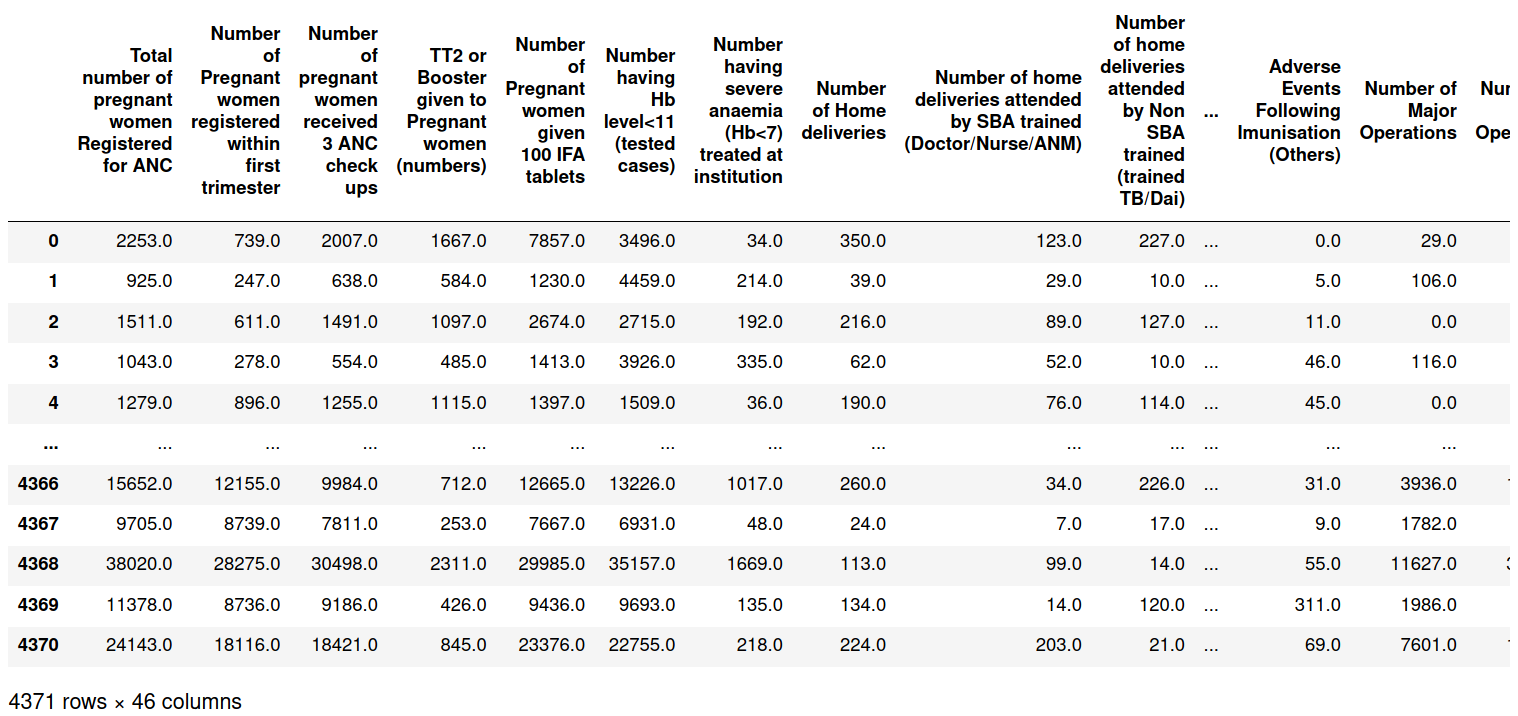 Total number of pregnant women Registered for ANC | Number of Pregnant women registered within first trimester | Number of pregnant women received 3 ANC check ups | TT2 or Booster given to Pregnant women (numbers) | Number of Pregnant women given 100 IFA tablets | Number having Hb level<11 (tested cases) | Number having severe anaemia (Hb<7) treated at institution | Number of Home deliveries | Number of home deliveries attended by SBA trained (Doctor/Nurse/ANM) | Number of home deliveries attended by Non SBA trained (trained TB/Dai) | ... | Adverse Events Following Imunisation (Others) | Number of Major Operations
0 2253.0 739.0 2007.0 1667.0 7857.0 3496.0 34.0 350.0 123.0 227.0 ... 0.0 29.0
1 925.0 247.0 638.0 584.0 1230.0 4459.0 214.0 39.0 29.0 10.0 ... 5.0 106.0
2 1511.0 611.0 1491.0 1097.0 2674.0 2715.0 192.0 216.0 89.0 127.0 ... 11.0 0.0
3 1043.0 278.0 554.0 485.0 1413.0 3926.0 335.0 62.0 52.0 10.0 ... 46.0 116.0
4 1279.0 896.0 1255.0 1115.0 1397.0 1509.0 36.0 190.0 76.0 114.0 ... 45.0 0.0
... ... ... ... ... ... ... ... ... ... ... ... ... ...
4366 15652.0 12155.0 9984.0 712.0 12665.0 13226.0 1017.0 260.0 34.0 226.0 ... 31.0 3936.0
4367 9705.0 8739.0 7811.0 253.0 7667.0 6931.0 48.0 24.0 7.0 17.0 ... 9.0 1782.0
4368 38020.0 28275.0 30498.0 2311.0 29985.0 35157.0 1669.0 113.0 99.0 14.0 ... 55.0 11627.0
4369 11378.0 8736.0 9186.0 426.0 9436.0 9693.0 135.0 134.0 14.0 120.0 ... 311.0 1986.0
4370 24143.0 18116.0 18421.0 845.0 23376.0 22755.0 218.0 224.0 203.0 21.0 ... 69.0 7601.0
4371 rows × 46 columns